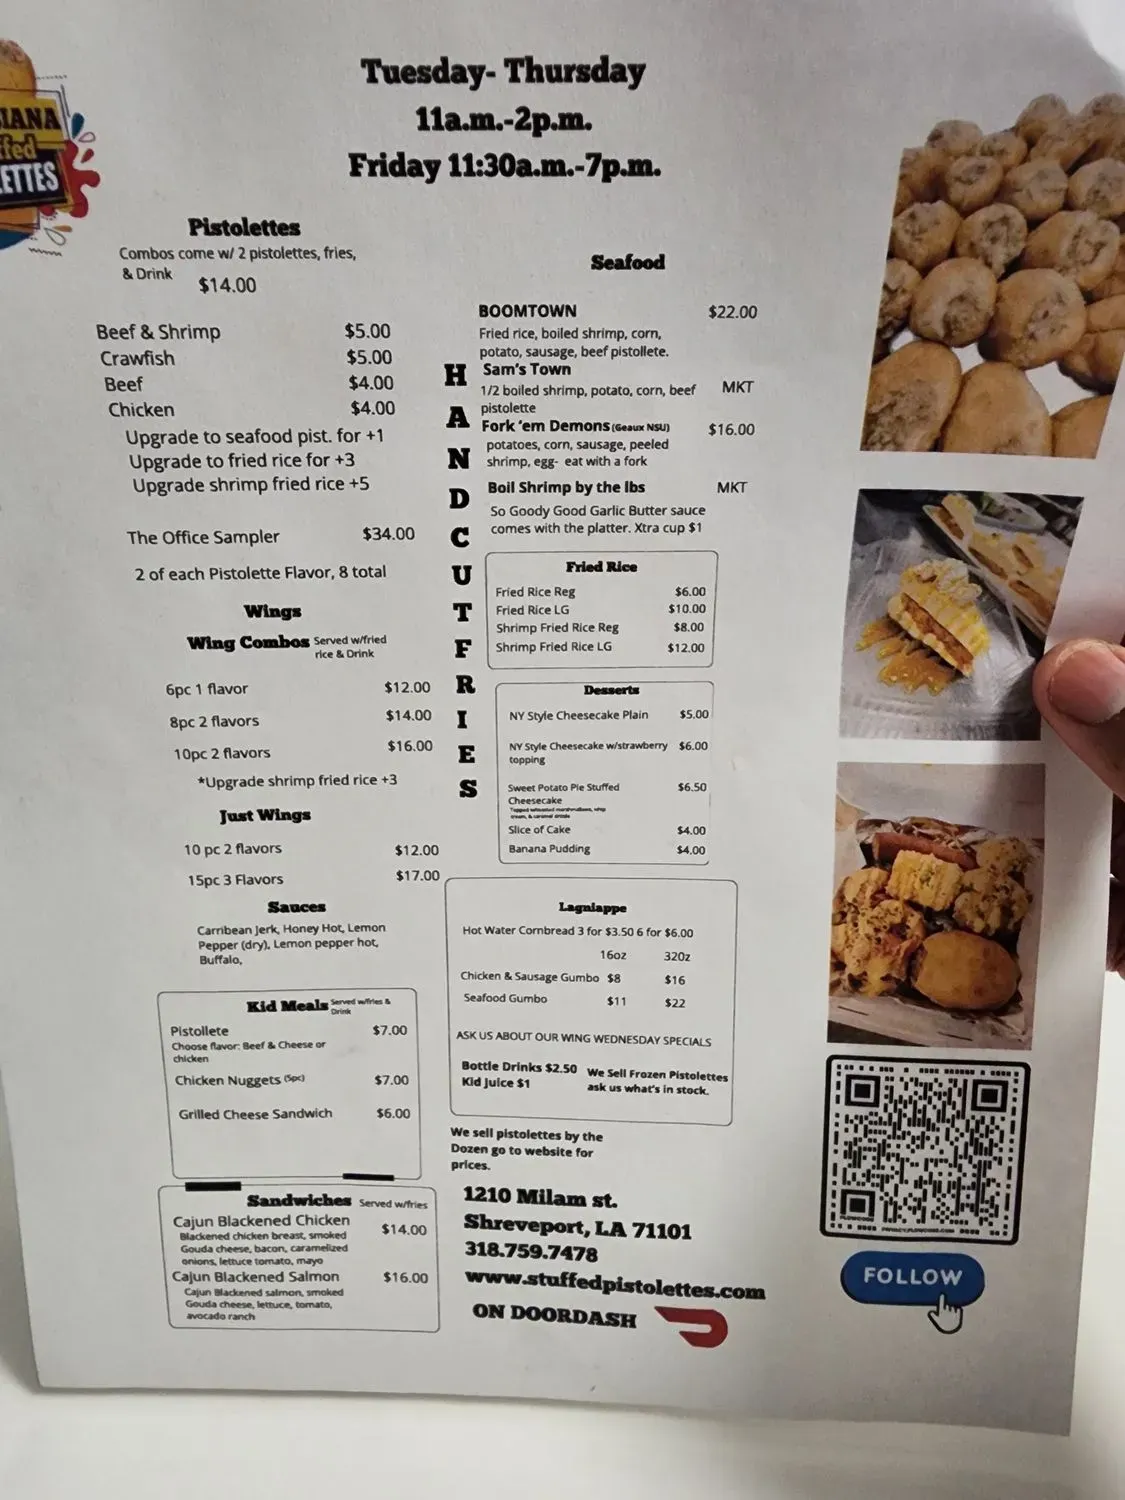 IANA
ffed
LETTES
Tuesday- Thursday
11a.m.-2p.m.
Friday 11:30a.m.-7p.m.
Pistolettes
Combos come w/ 2 pistolettes, fries,
& Drink
$14.00
Beef & Shrimp $5.00
Crawfish $5.00
Beef $4.00
Chicken $4.00
Upgrade to seafood pist. for +1
Upgrade to fried rice for +3
Upgrade shrimp fried rice +5
The Office Sampler $34.00
2 of each Pistolette Flavor, 8 total
Wings
Wing Combos Served w/fried
rice & Drink
6pc 1 flavor $12.00
8pc 2 flavors $14.00
10pc 2 flavors $16.00
*Upgrade shrimp fried rice +3
Just Wings
10 pc 2 flavors $12.00
15pc 3 Flavors $17.00
Sauces
Carribean Jerk, Honey Hot, Lemon
Pepper (dry), Lemon pepper hot,
Buffalo,
Kid Meals Served w/fries &
Drink
Pistollete $7.00
Choose flavor: Beef & Cheese or
chicken
Chicken Nuggets (5pc) $7.00
Grilled Cheese Sandwich $6.00
Sandwiches Served w/fries
Cajun Blackened Chicken $14.00
Blackened chicken breast, smoked
Gouda cheese, bacon, caramelized
onions, lettuce tomato, mayo
Cajun Blackened Salmon $16.00
Cajun Blackened salmon, smoked
Gouda cheese, lettuce, tomato,
avocado ranch
H
A
N
D
C
U
T
F
R
I
E
S
Seafood
BOOMTOWN $22.00
Fried rice, boiled shrimp, corn,
potato, sausage, beef pistollete.
Sam's Town
1/2 boiled shrimp, potato, corn, beef MKT
pistolette
Fork 'em Demons (Geaux NSU) $16.00
potatoes, corn, sausage, peeled
shrimp, egg- eat with a fork
Boil Shrimp by the lbs MKT
So Goody Good Garlic Butter sauce
comes with the platter. Xtra cup $1
Fried Rice
Fried Rice Reg $6.00
Fried Rice LG $10.00
Shrimp Fried Rice Reg $8.00
Shrimp Fried Rice LG $12.00
Desserts
NY Style Cheesecake Plain $5.00
NY Style Cheesecake w/strawberry $6.00
topping
Sweet Potato Pie Stuffed $6.50
Cheesecake
Topped w/toasted marshmallows, whip
cream, & caramel drizzle
Slice of Cake $4.00
Banana Pudding $4.00
Lagniappe
Hot Water Cornbread 3 for $3.50 6 for $6.00
16oz 32oz
Chicken & Sausage Gumbo $8 $16
Seafood Gumbo $11 $22
ASK US ABOUT OUR WING WEDNESDAY SPECIALS
Bottle Drinks $2.50 We Sell Frozen Pistolettes
Kid Juice $1 ask us what's in stock.
We sell pistolettes by the
Dozen go to website for
prices.
1210 Milam st.
Shreveport, LA 71101
318.759.7478
www.stuffedpistolettes.com
ON DOORDASH
FLOWCODE
PRIVACY.FLOWCODE.COM
FOLLOW